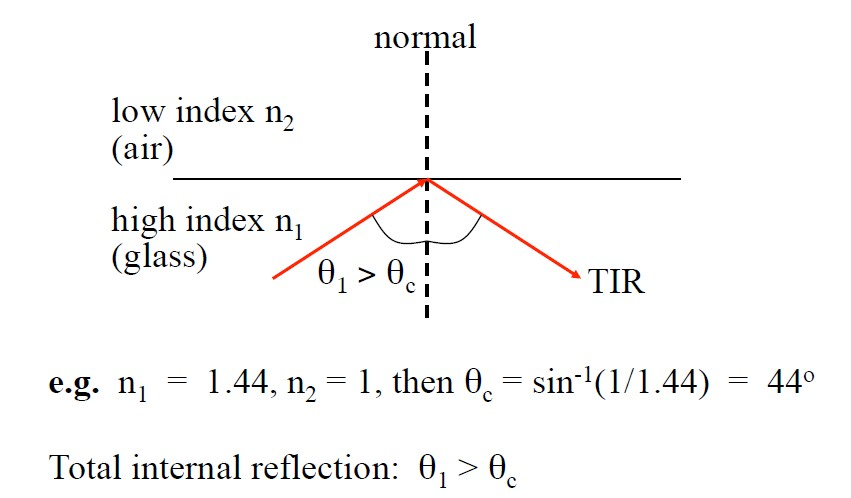 normal
low index n₂
(air)
high index n₁
(glass)
θ₁ > θc
TIR
e.g. n₁ = 1.44, n₂ = 1, then θc = sin⁻¹(1/1.44) = 44º
Total internal reflection: θ₁ > θc